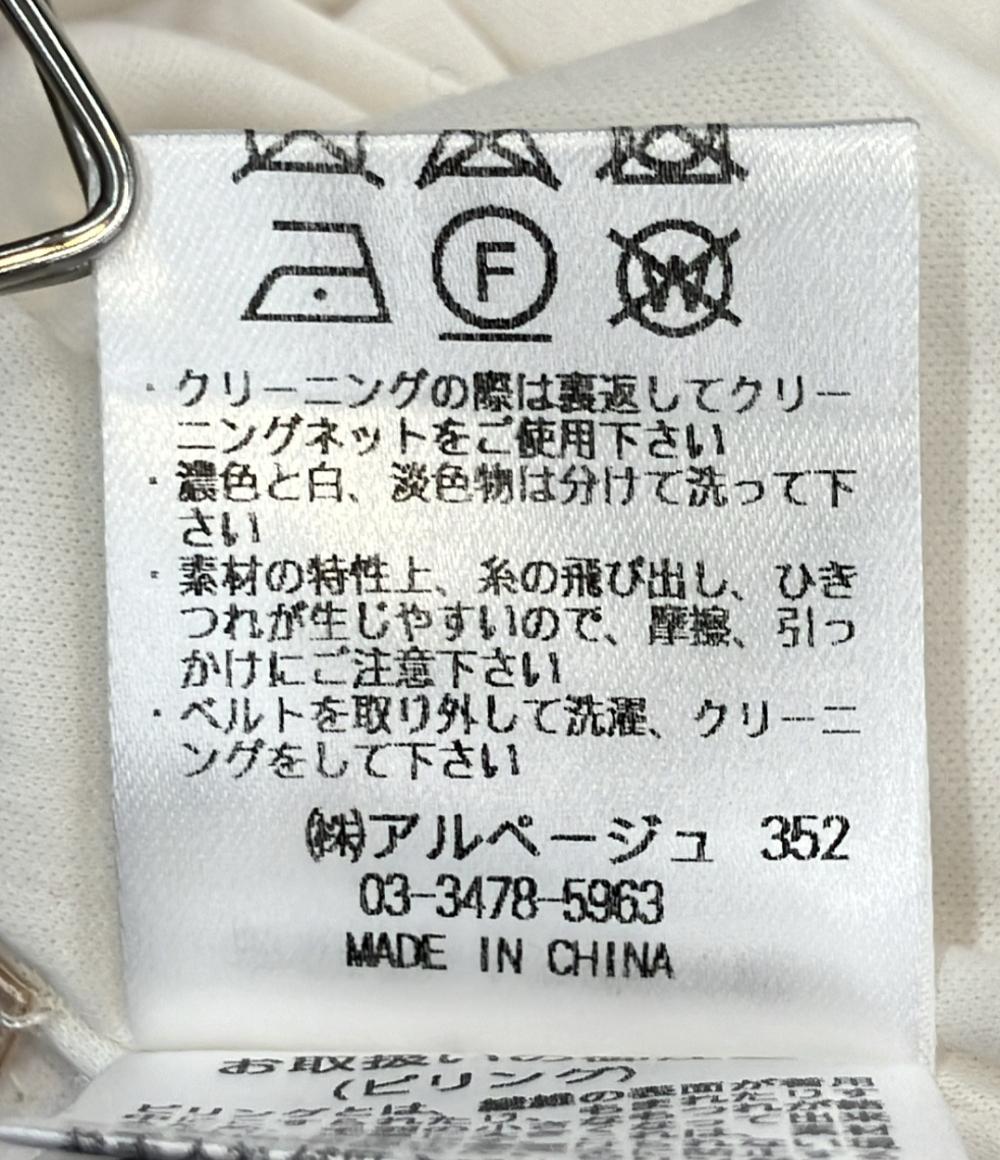 F
W
・クリーニングの際は裏返してクリー
ニングネットをご使用下さい
・濃色と白、淡色物は分けて洗って下
さい
・素材の特性上、糸の飛び出し、ひき
つれが生じやすいので、摩擦、引っ
かけにご注意下さい
・ベルトを取り外して洗濯、クリーニ
ングをして下さい
㈱アルページュ 352
03-3478-5963
MADE IN CHINA
お取扱い
(ピリング)